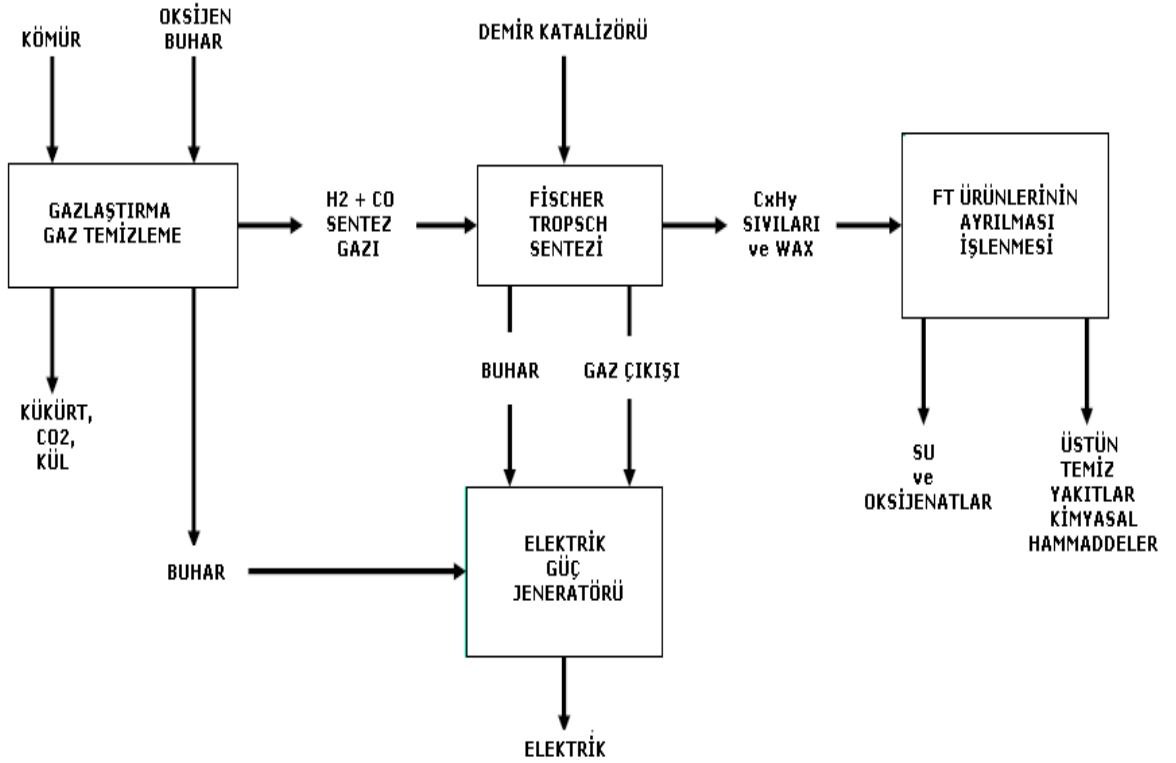 KÖMÜR
OKSİJEN
BUHAR
DEMİR KATALİZÖRÜ
GAZLAŞTIRMA
GAZ TEMİZLEME
H2 + CO
SENTEZ
GAZI
FİSCHER
TROPSCH
SENTEZİ
CxHy
SIVILARI
ve WAX
FT ÜRÜNLERİNİN
AYRILMASI
İŞLENMESİ
KÜKÜRT,
CO2,
KÜL
BUHAR
GAZ ÇIKIŞI
SU
ve
OKSİJENATLAR
ÜSTÜN
TEMİZ
YAKITLAR
KİMYASAL
HAMMADDELER
BUHAR
ELEKTRİK
GÜÇ
JENERATÖRÜ
ELEKTRİK